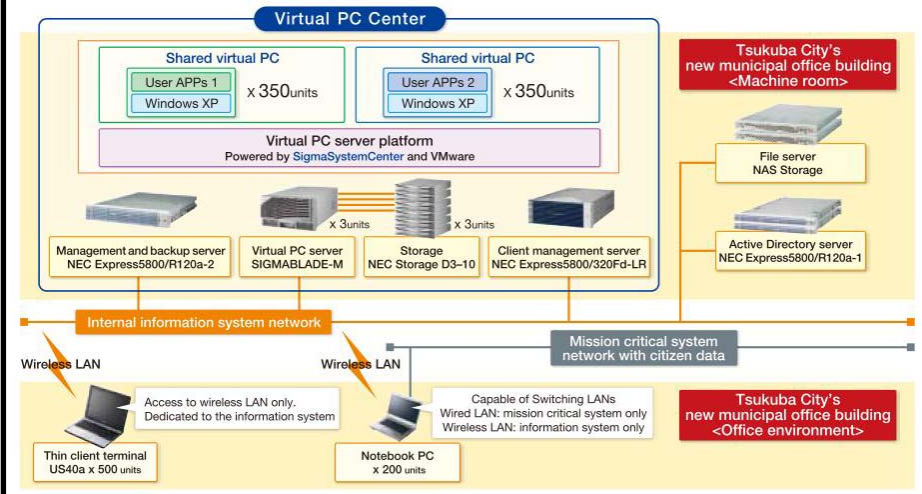 Virtual PC Center
Shared virtual PC
User APPs 1
Windows XP
x 350units
Shared virtual PC
User APPs 2
Windows XP
x 350units
Virtual PC server platform
Powered by SigmaSystemCenter and VMware
Tsukuba City's
new municipal office building
<Machine room>
File server
NAS Storage
x 3units
x 3units
Management and backup server
NEC Express5800/R120a-2
Virtual PC server
SIGMABLADE-M
Storage
NEC Storage D3–10
Client management server
NEC Express5800/320Fd-LR
Active Directory server
NEC Express5800/R120a-1
Internal information system network
Mission critical system
network with citizen data
Wireless LAN
Wireless LAN
Access to wireless LAN only.
Dedicated to the information system
Capable of Switching LANs
Wired LAN: mission critical system only
Wireless LAN: information system only
Tsukuba City's
new municipal office building
<Office environment>
Thin client terminal
US40a x 500 units
Notebook PC
x 200 units